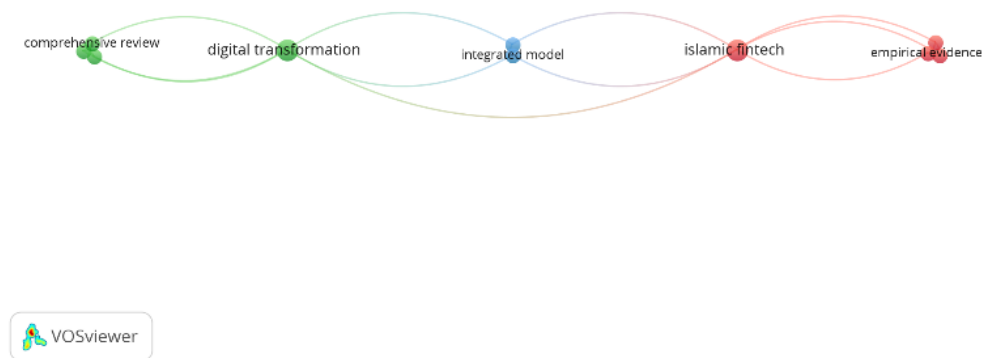 comprehensive review
digital transformation
integrated model
islamic fintech
empirical evidence
VOSviewer